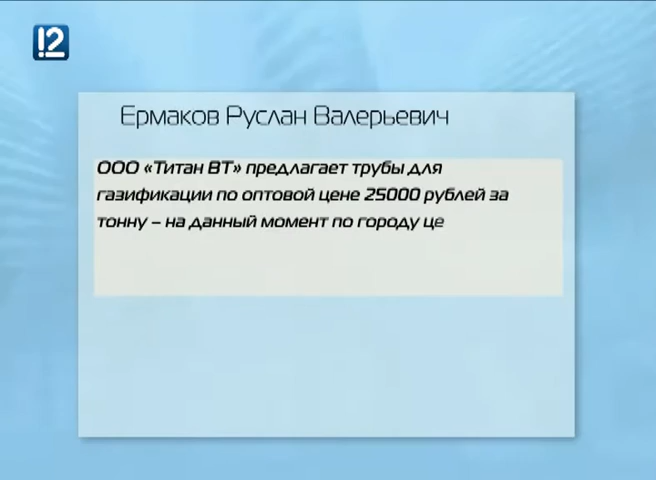 12
Ермаков Руслан Валерьевич
ООО «Титан ВТ» предлагает трубы для
газификации по оптовой цене 25000 рублей за
тонну – на данный момент по городу це